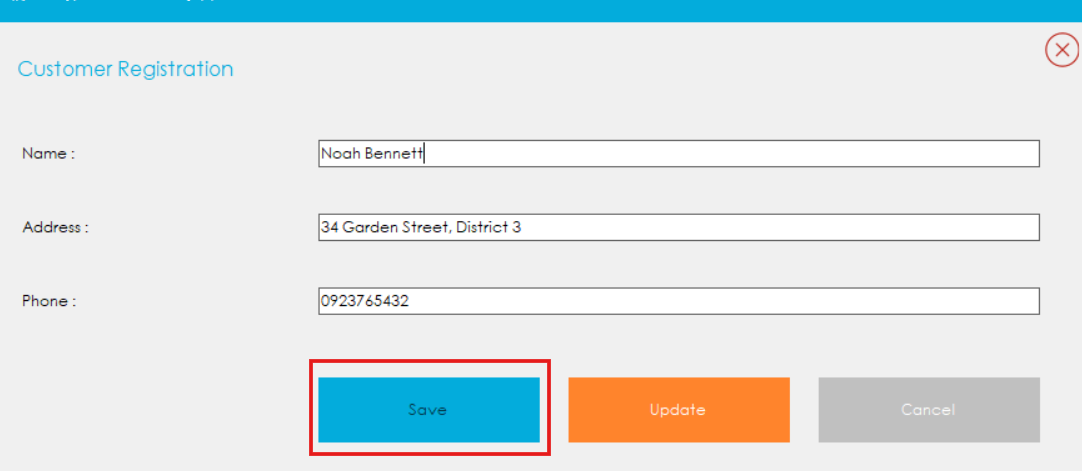 Customer Registration
Name :
Noah Bennett
Address :
34 Garden Street, District 3
Phone :
0923765432
Save
Update
Cancel